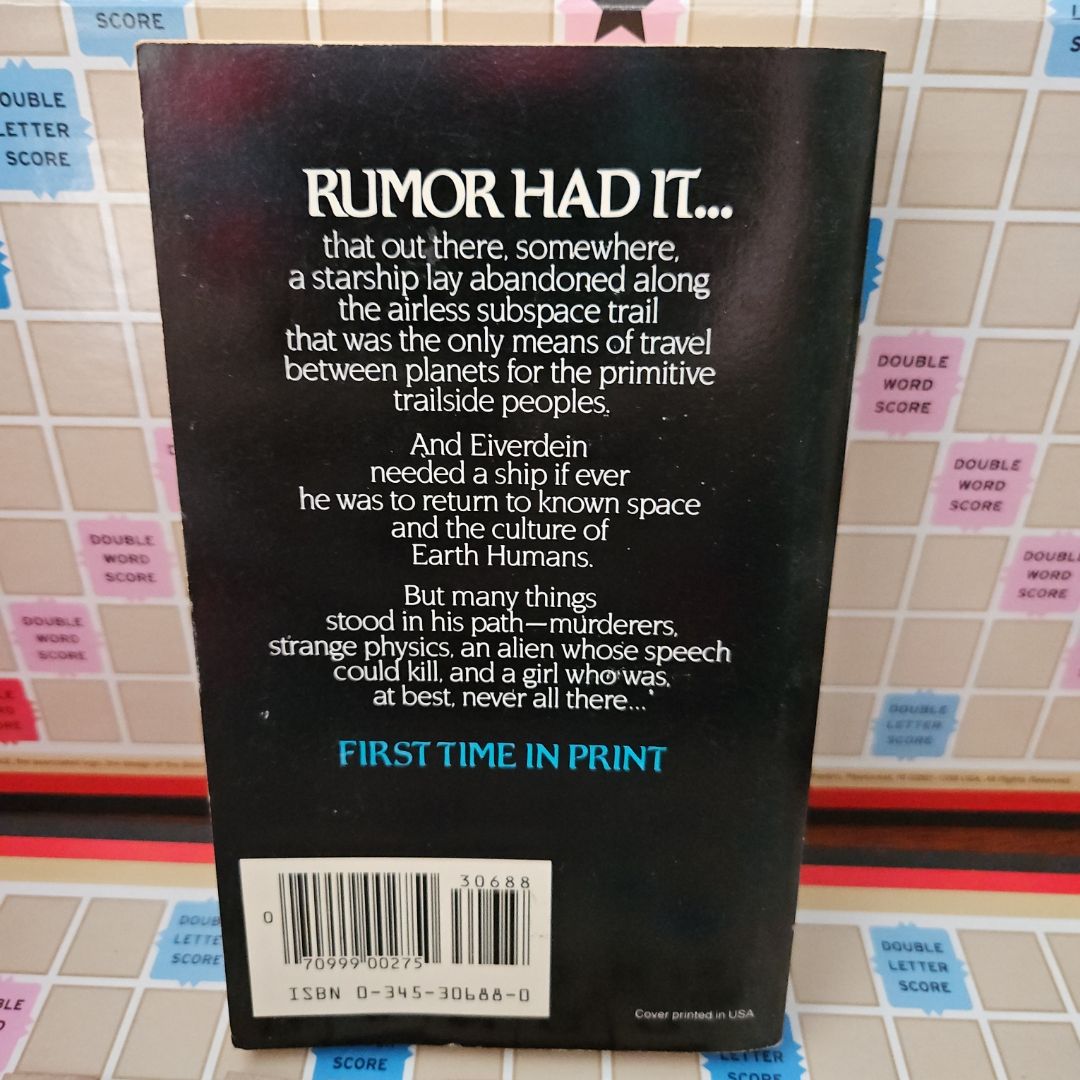 SCORE
OUBLE
LETTER
SCORE
RUMOR HAD IT...
that out there, somewhere,
a starship lay abandoned along
the airless subspace trail
that was the only means of travel
between planets for the primitive
trailside peoples.
And Eiverdein
needed a ship if ever
he was to return to known space
and the culture of
Earth Humans.
But many things
stood in his path—murderers,
strange physics, an alien whose speech
could kill, and a girl who was,
at best, never all there...
FIRST TIME IN PRINT
30688
0
70999 00275
ISBN 0-345-30688-0
Cover printed in USA
DOUBLE
WORD
SCORE
DOUBLE
WORD
SCORE
DOUBLE
WORD
SCORE
DOUBL
WORD
SCORE
DOUBLE
WORD
SCORE
DOUBLE
LETTER
SCORE
DOUB
LETTE
SCORE
DOUBLE
LETTER
SCORE
SCORE
LETTER
SCORE